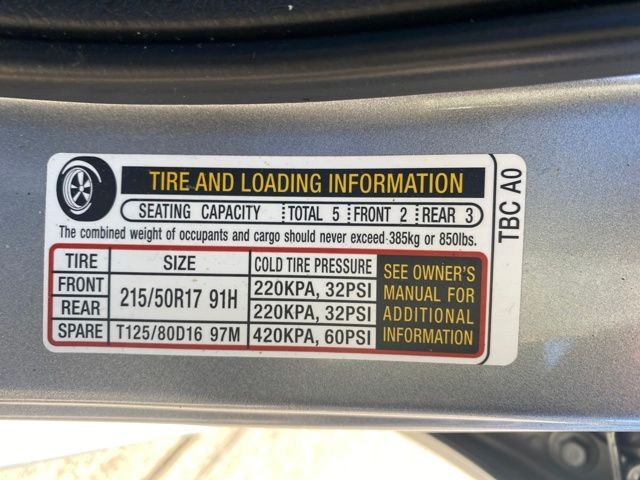 TIRE AND LOADING INFORMATION
SEATING CAPACITY TOTAL 5 FRONT 2 REAR 3
The combined weight of occupants and cargo should never exceed 385kg or 850lbs.
TIRE SIZE COLD TIRE PRESSURE
FRONT 215/50R17 91H 220KPA, 32PSI
REAR 220KPA, 32PSI
SPARE T125/80D16 97M 420KPA, 60PSI
SEE OWNER'S
MANUAL FOR
ADDITIONAL
INFORMATION
TBC A0